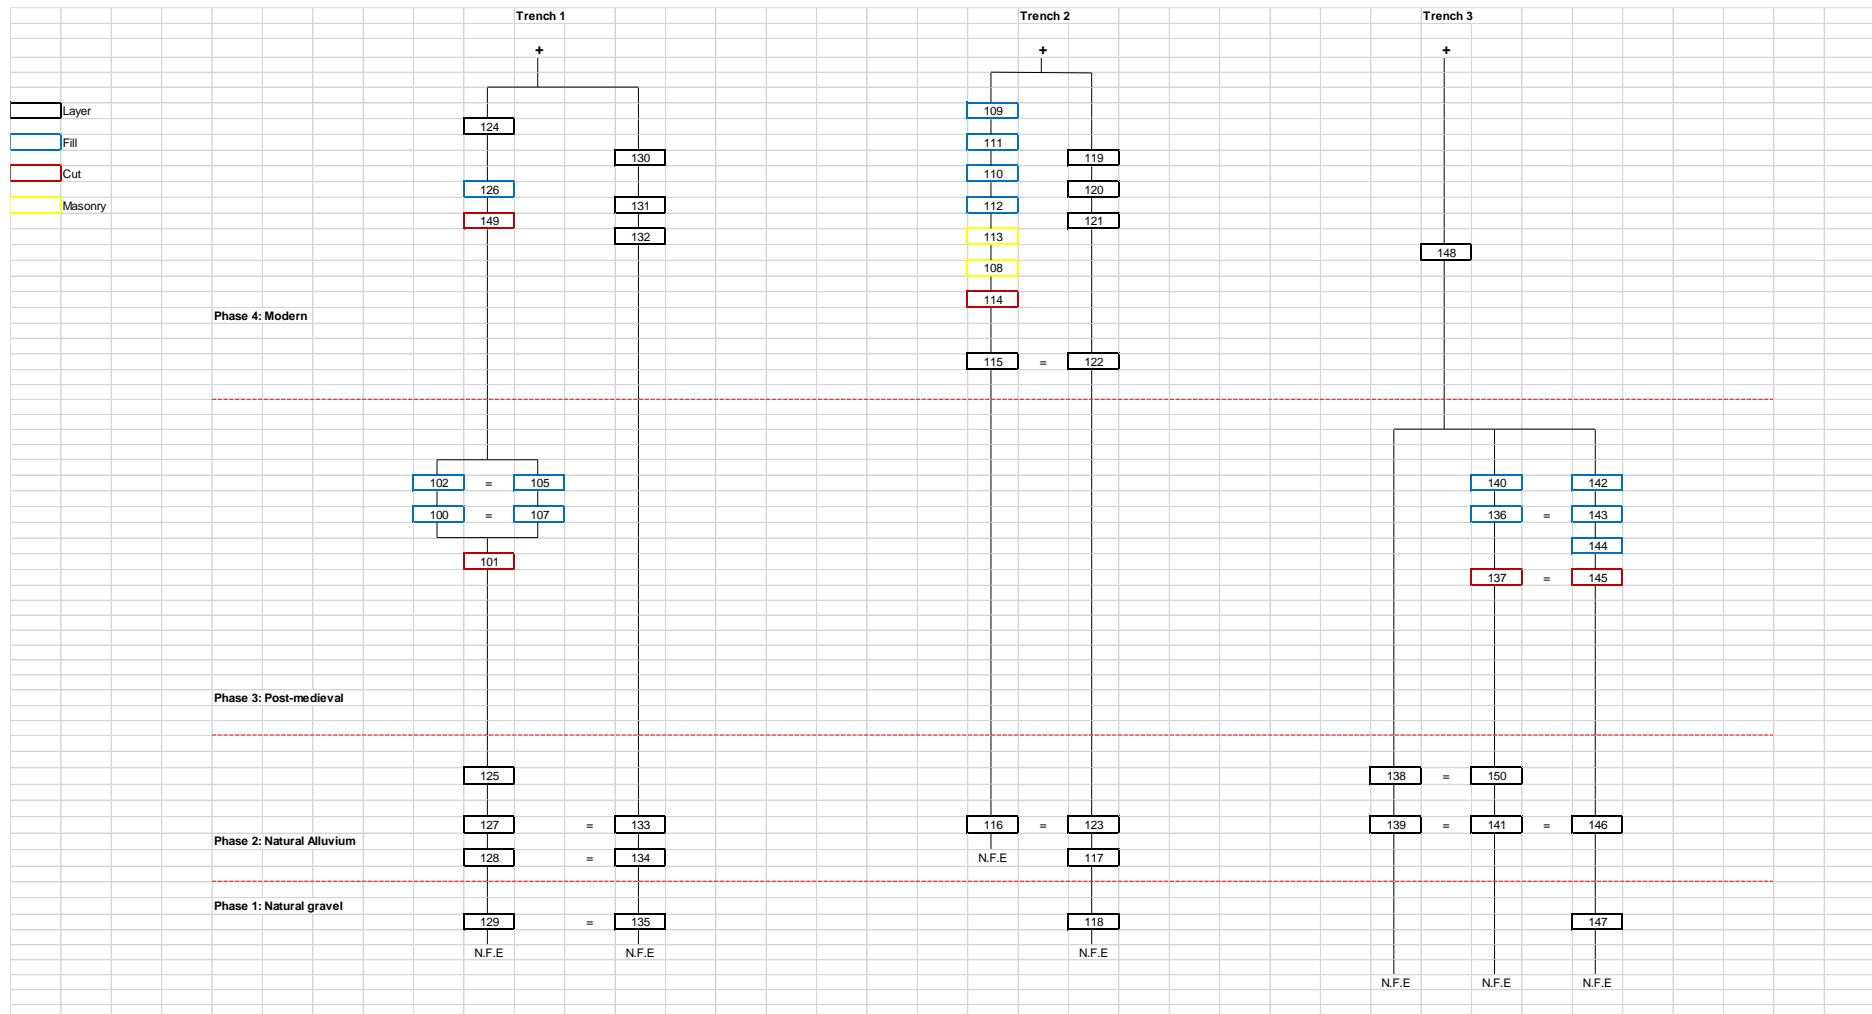 Trench 1 Trench 2 Trench 3
+ + +
Layer 109
124
Fill 111
130 119
Cut 110
126 120
Masonry 131 112
149 121
132 113
148
108
114
Phase 4: Modern
115 = 122
102 = 105 140 142
100 = 107 136 = 143
144
101
137 = 145
Phase 3: Post-medieval
125 138 = 150
127 = 133 116 = 123 139 = 141 = 146
Phase 2: Natural Alluvium
128 = 134 N.F.E 117
Phase 1: Natural gravel
129 = 135 118 147
N.F.E N.F.E N.F.E
N.F.E N.F.E N.F.E